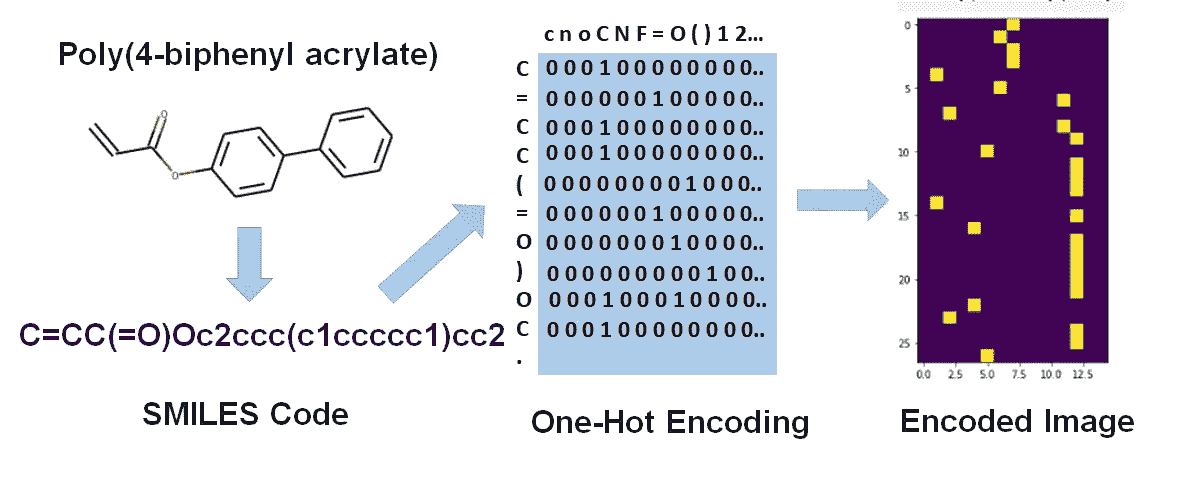 Poly(4-biphenyl acrylate)
O
O
C=CC(=O)Oc2ccc(c1ccccc1)cc2
SMILES Code
c n o C N F = O ( ) 1 2...
C 0 0 0 1 0 0 0 0 0 0 0 0..
= 0 0 0 0 0 0 1 0 0 0 0 0..
C 0 0 0 1 0 0 0 0 0 0 0 0..
C 0 0 0 1 0 0 0 0 0 0 0 0..
( 0 0 0 0 0 0 0 0 1 0 0 0..
= 0 0 0 0 0 0 1 0 0 0 0 0..
O 0 0 0 0 0 0 0 1 0 0 0 0..
) 0 0 0 0 0 0 0 0 0 1 0 0..
O 0 0 0 1 0 0 0 1 0 0 0 0..
C 0 0 0 1 0 0 0 0 0 0 0 0..
.
One-Hot Encoding
0
5
10
15
20
25
0.0 2.5 5.0 7.5 10.0 12.5
Encoded Image